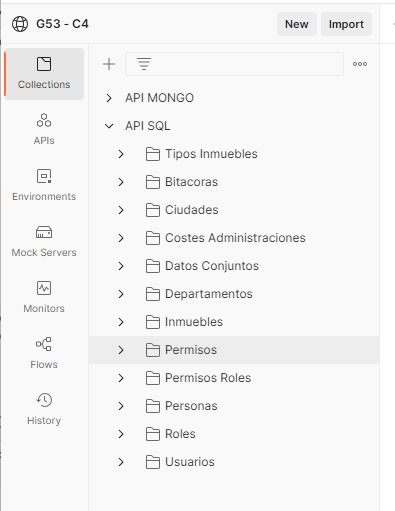 G53 - C4
New
Import
Collections
APIs
Environments
Mock Servers
Monitors
Flows
History
API MONGO
API SQL
Tipos Inmuebles
Bitacoras
Ciudades
Costes Administraciones
Datos Conjuntos
Departamentos
Inmuebles
Permisos
Permisos Roles
Personas
Roles
Usuarios